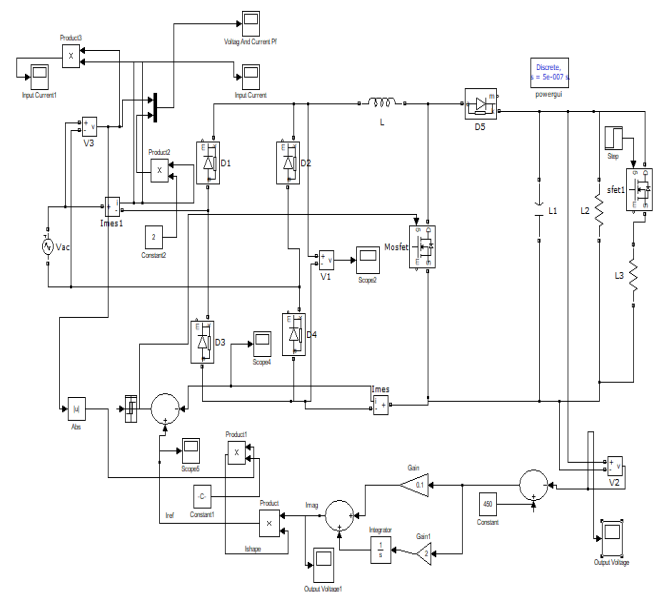 Voltag And Current Pf
Product3
X
Input Current1
Input Current
Discrete,
s = 5e-007 s.
powergui
L
D5
m
V3
Product2
X
D1
D2
Step
sfet1
Imes1
L1
L2
Vac
2
Constant2
Mosfet
V1
Scope2
L3
D3
D4
Scope4
Imes
|u|
Abs
Scope5
Product1
X
-C-
Constant1
Iref
Product
X
Ishape
Imag
Gain
0.1
Integrator
1
s
Gain1
2
Output Voltage1
450
Constant
V2
Output Voltage